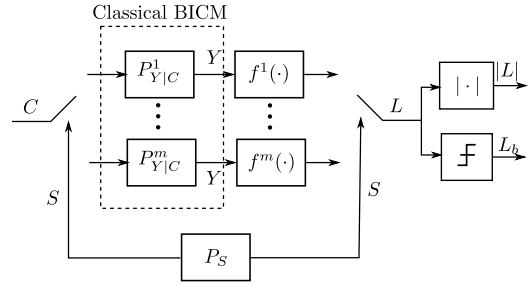 Classical BICM
C
P^1_{Y|C}
Y
f^1(·)
L
|·|
|L|
P^m_{Y|C}
Y
f^m(·)
L_b
S
P_S
S